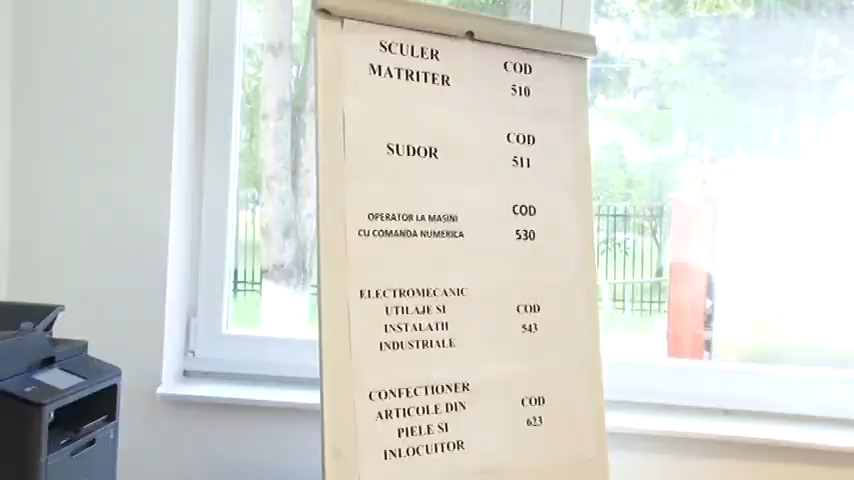 SCULER COD
MATRITER 510
SUDOR COD
511
OPERATOR LA MASINI COD
CU COMANDA NUMERICA 530
ELECTROMECANIC
UTILAJE SI COD
INSTALATII 543
INDUSTRIALE
CONFECTIONER
ARTICOLE DIN COD
PIELE SI 623
INLOCUITOR